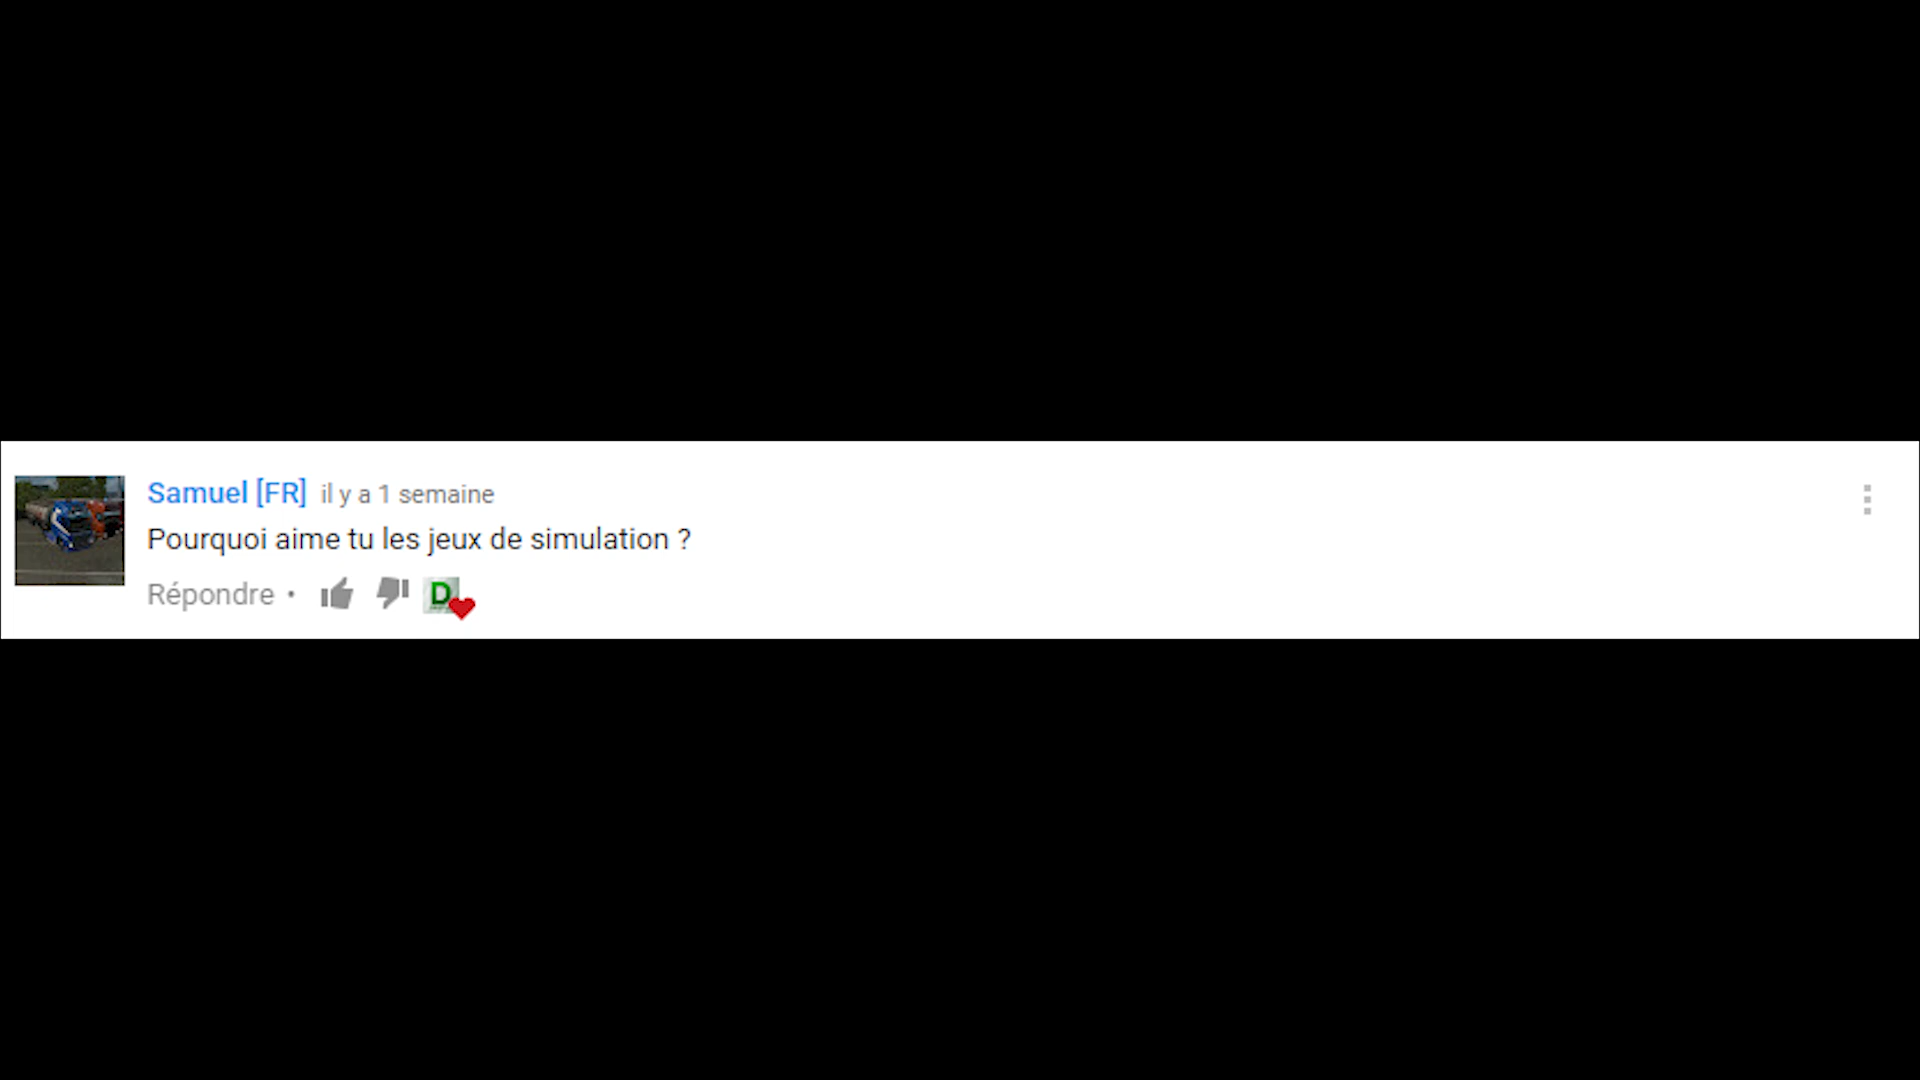 Samuel [FR] il y a 1 semaine
Pourquoi aime tu les jeux de simulation ?
Répondre •
D